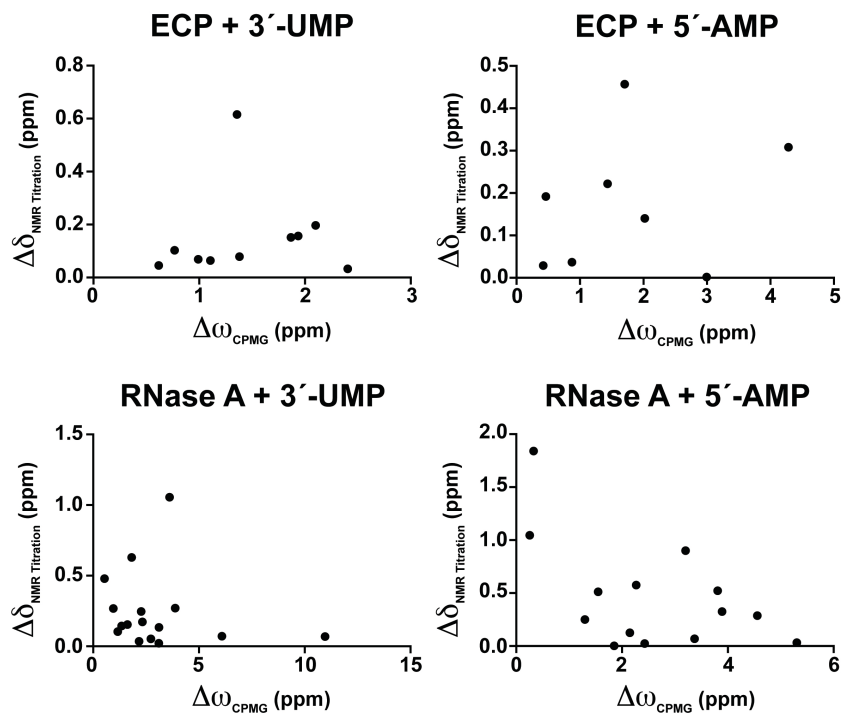 ECP + 3´-UMP
ΔδNMR Titration (ppm)
0.8
0.6
0.4
0.2
0.0
0 1 2 3
ΔωCPMG (ppm)
ECP + 5´-AMP
ΔδNMR Titration (ppm)
0.5
0.4
0.3
0.2
0.1
0.0
0 1 2 3 4 5
ΔωCPMG (ppm)
RNase A + 3´-UMP
ΔδNMR Titration (ppm)
1.5
1.0
0.5
0.0
0 5 10 15
ΔωCPMG (ppm)
RNase A + 5´-AMP
ΔδNMR Titration (ppm)
2.0
1.5
1.0
0.5
0.0
0 2 4 6
ΔωCPMG (ppm)